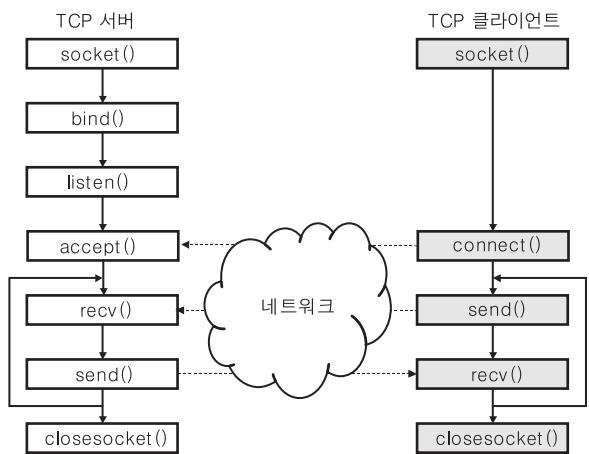 TCP 서버
socket()
bind()
listen()
accept()
recv()
send()
closesocket()
네트워크
TCP 클라이언트
socket()
connect()
send()
recv()
closesocket()